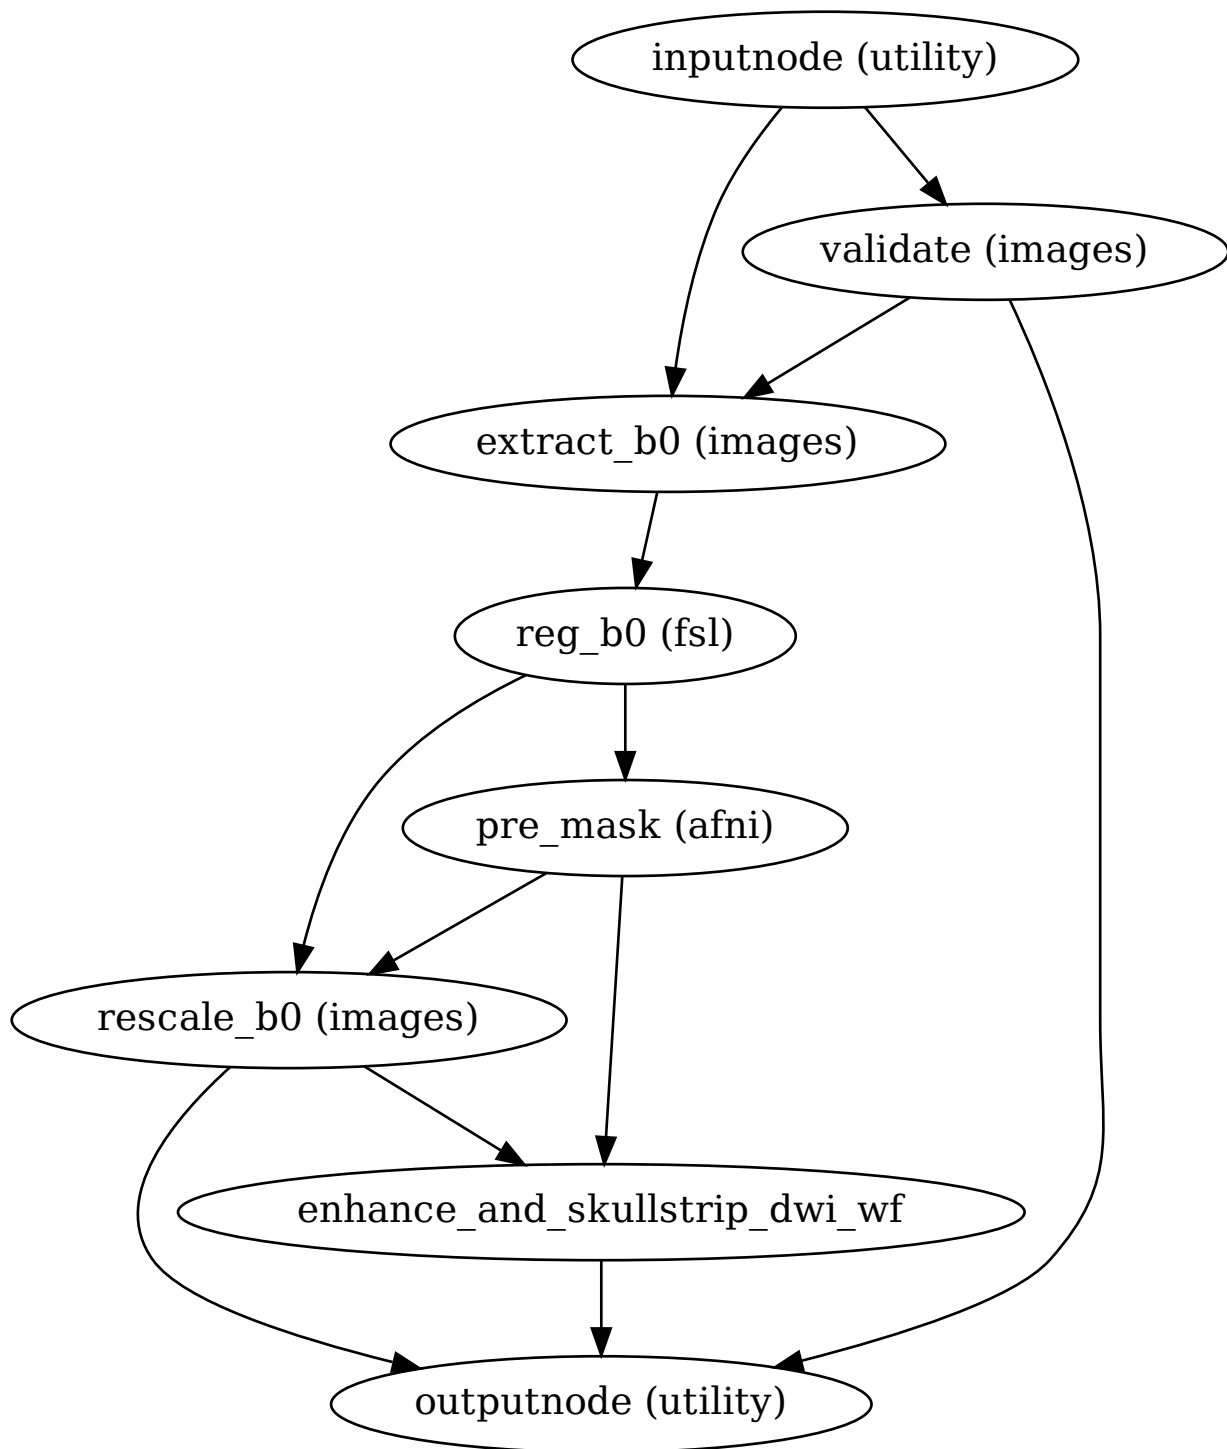 inputnode (utility)
validate (images)
extract_b0 (images)
reg_b0 (fsl)
pre_mask (afni)
rescale_b0 (images)
enhance_and_skullstrip_dwi_wf
outputnode (utility)